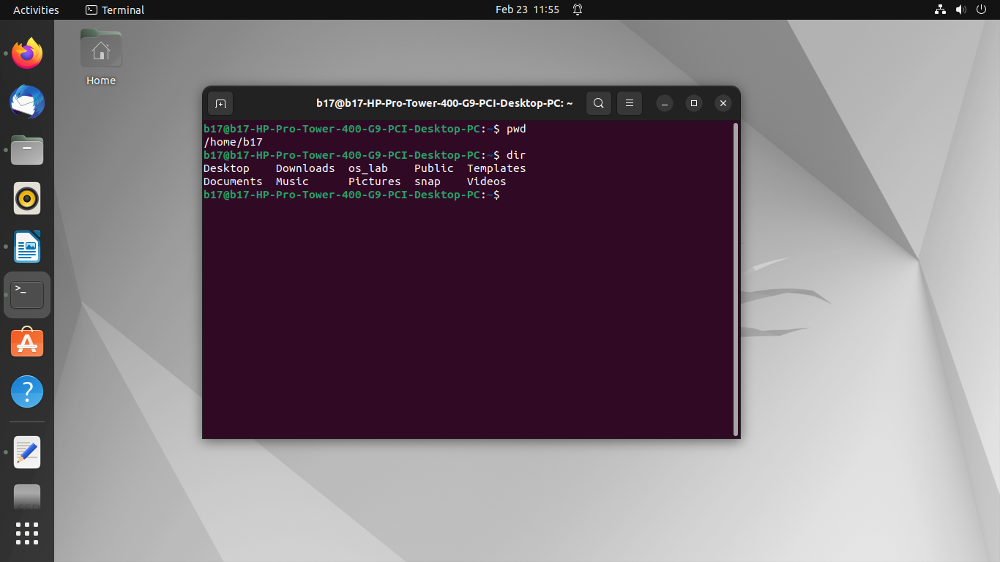 Activities Terminal Feb 23 11:55
Home
b17@b17-HP-Pro-Tower-400-G9-PCI-Desktop-PC: ~
b17@b17-HP-Pro-Tower-400-G9-PCI-Desktop-PC:~$ pwd
/home/b17
b17@b17-HP-Pro-Tower-400-G9-PCI-Desktop-PC:~$ dir
Desktop    Downloads  os_lab    Public  Templates
Documents  Music      Pictures  snap    Videos
b17@b17-HP-Pro-Tower-400-G9-PCI-Desktop-PC:~$
>_
?